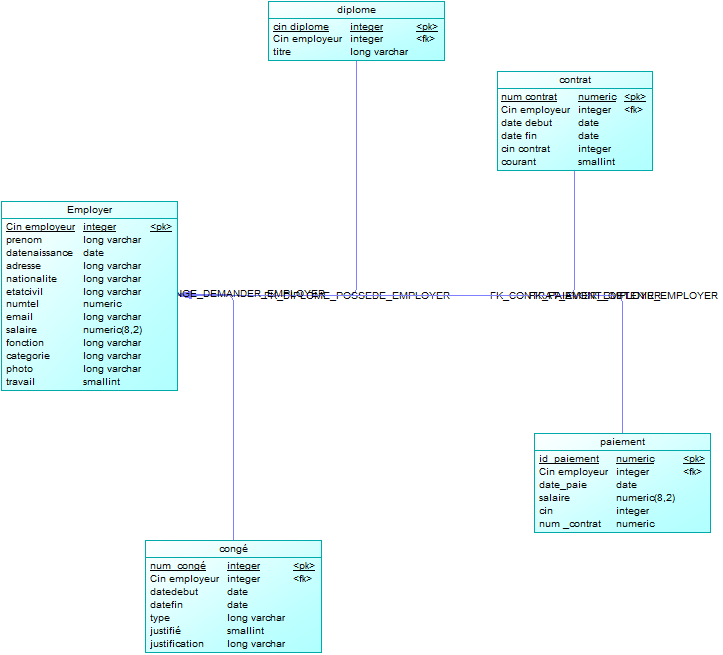 diplome
cin diplome integer <pk>
Cin employeur integer <fk>
titre long varchar
contrat
num contrat numeric <pk>
Cin employeur integer <fk>
date debut date
date fin date
cin contrat integer
courant smallint
Employer
Cin employeur integer <pk>
prenom long varchar
datenaissance date
adresse long varchar
nationalite long varchar
etatcivil long varchar
numtel numeric
email long varchar
salaire numeric(8,2)
fonction long varchar
categorie long varchar
photo long varchar
travail smallint
DEMANDER_EMPLOYER
FK_DIPLOME_POSSEDE_EMPLOYER
paiement
id_paiement numeric <pk>
Cin employeur integer <fk>
date_paie date
salaire numeric(8,2)
cin integer
num _contrat numeric
congé
num_congé integer <pk>
Cin employeur integer <fk>
datedebut date
datefin date
type long varchar
justifié smallint
justification long varchar